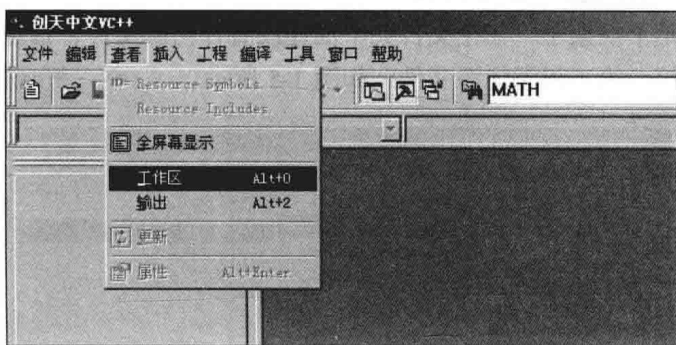 创天中文VC++
文件 编辑 查看 插入 工程 编译 工具 窗口 帮助
MATH
ID= Resource Symbols...
Resource Includes
全屏幕显示
工作区 Alt+0
输出 Alt+2
更新
属性 Alt+Enter